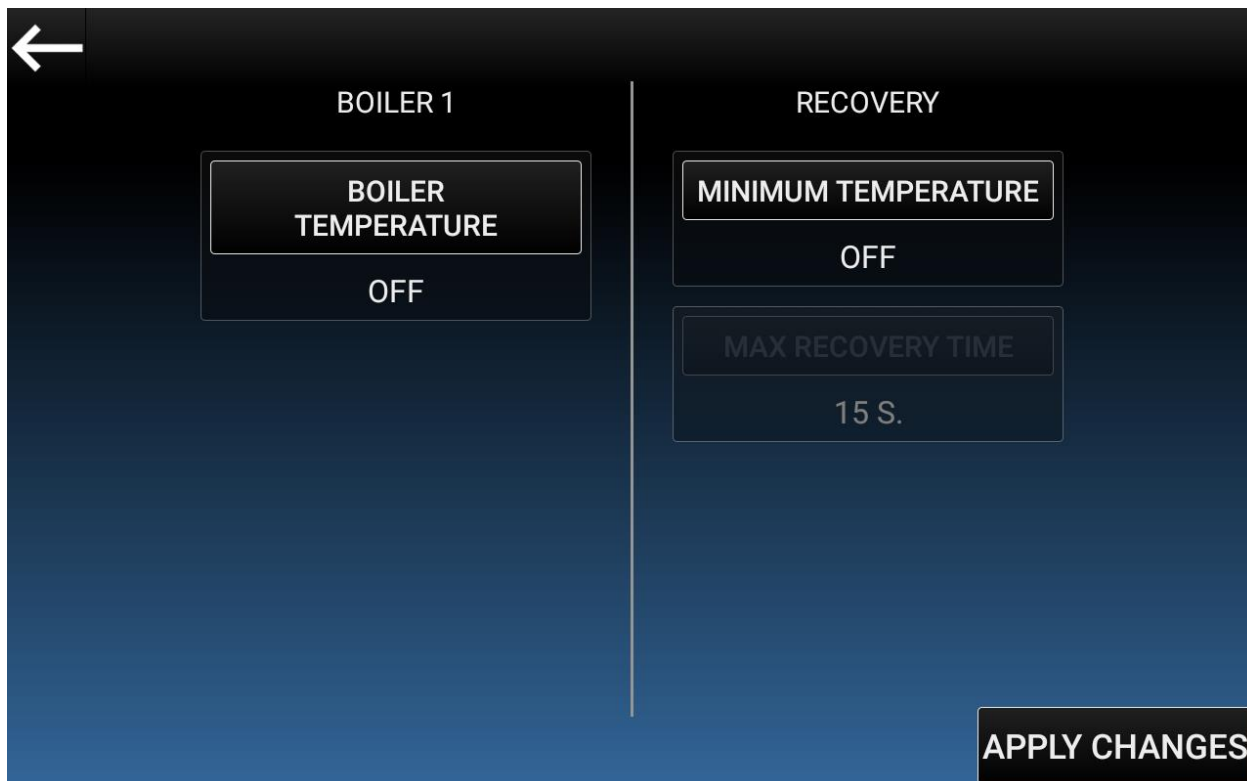 BOILER 1
BOILER
TEMPERATURE
OFF
RECOVERY
MINIMUM TEMPERATURE
OFF
MAX RECOVERY TIME
15 S.
APPLY CHANGES